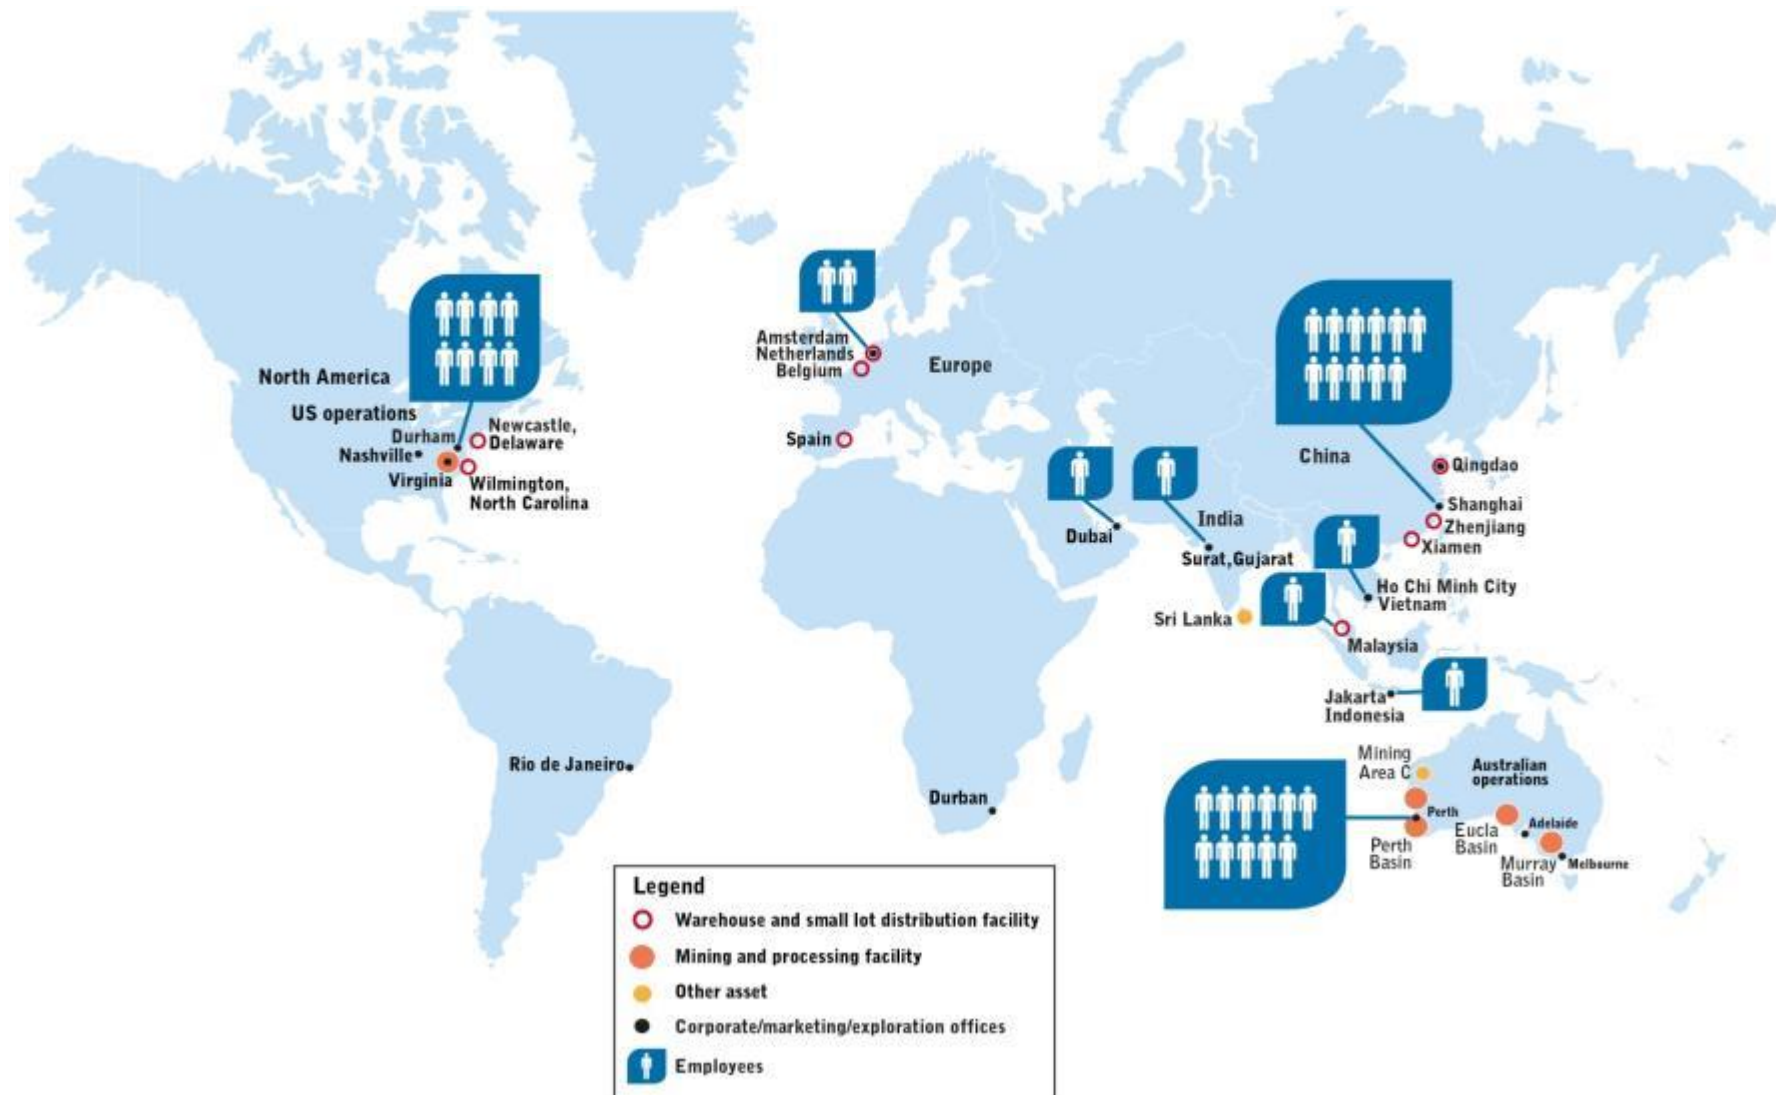 North America
US operations
Durham
Nashville
Virginia
Newcastle,
Delaware
Wilmington,
North Carolina
Amsterdam
Netherlands
Belgium
Europe
Spain
Dubai
India
Surat,Gujarat
Sri Lanka
China
Qingdao
Shanghai
Zhenjiang
Xiamen
Ho Chi Minh City
Vietnam
Malaysia
Jakarta
Indonesia
Rio de Janeiro
Durban
Mining
Area C
Australian
operations
Perth
Perth
Basin
Eucla
Basin
Adelaide
Murray
Basin
Melbourne
Legend
Warehouse and small lot distribution facility
Mining and processing facility
Other asset
Corporate/marketing/exploration offices
Employees